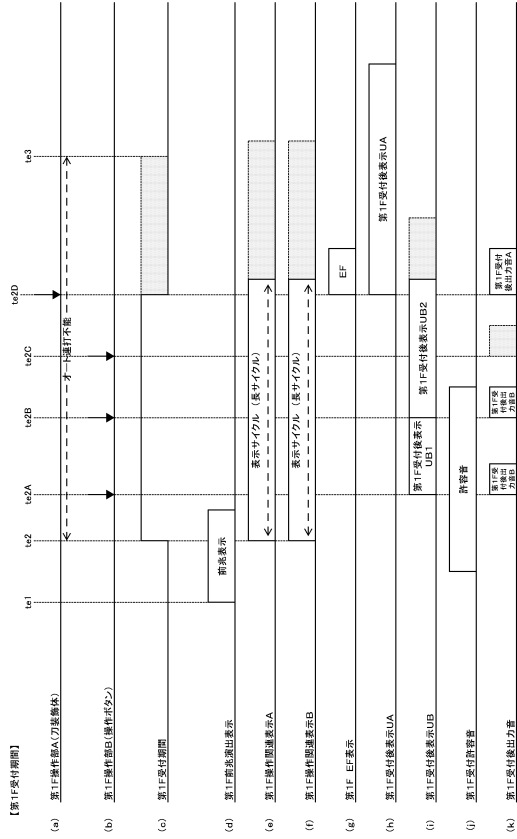 【第1F受付期間】
te1
te2
te2A
te2B
te2C
te2D
te3
(a) 第1F操作部A(刀装飾体)
オート連打不能
(b) 第1F操作部B(操作ボタン)
(c) 第1F受付期間
(d) 第1F前兆演出表示
前兆表示
(e) 第1F操作関連表示A
表示サイクル(長サイクル)
(f) 第1F操作関連表示B
表示サイクル(長サイクル)
(g) 第1F EF表示
EF
(h) 第1F受付後表示UA
第1F受付後表示UA
(i) 第1F受付後表示UB
第1F受付後表示
UB1
第1F受付後表示UB2
(j) 第1F許容音
許容音
(k) 第1F受付後出力音
第1F受
付後出
力音B
第1F受
付後出
力音B
第1F受付
後出力音A